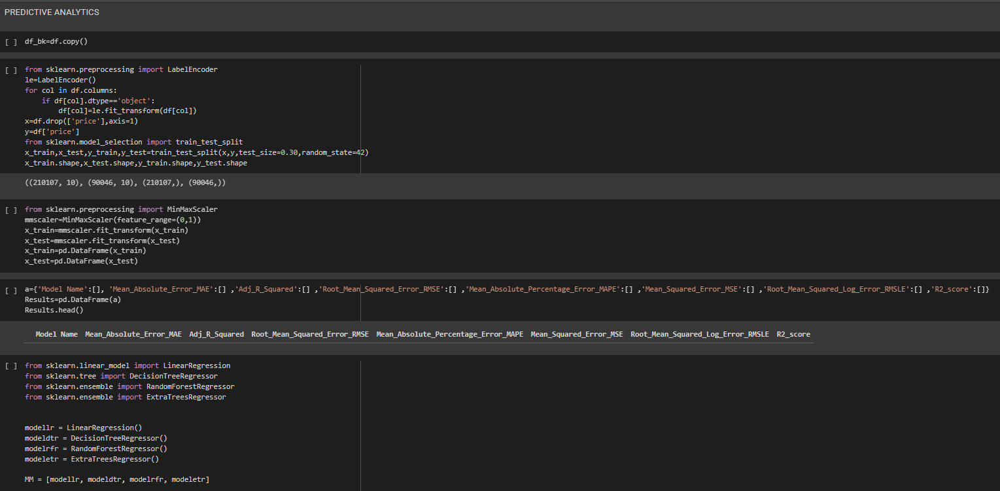 PREDICTIVE ANALYTICS
[ ] df_bk=df.copy()
[ ] from sklearn.preprocessing import LabelEncoder
le=LabelEncoder()
for col in df.columns:
    if df[col].dtype=='object':
        df[col]=le.fit_transform(df[col])
x=df.drop(['price'],axis=1)
y=df['price']
from sklearn.model_selection import train_test_split
x_train,x_test,y_train,y_test=train_test_split(x,y,test_size=0.30,random_state=42)
x_train.shape,x_test.shape,y_train.shape,y_test.shape
((210107, 10), (90046, 10), (210107,), (90046,))
[ ] from sklearn.preprocessing import MinMaxScaler
mmscaler=MinMaxScaler(feature_range=(0,1))
x_train=mmscaler.fit_transform(x_train)
x_test=mmscaler.fit_transform(x_test)
x_train=pd.DataFrame(x_train)
x_test=pd.DataFrame(x_test)
[ ] a={'Model Name':[], 'Mean_Absolute_Error_MAE':[] ,'Adj_R_Squared':[] ,'Root_Mean_Squared_Error_RMSE':[] ,'Mean_Absolute_Percentage_Error_MAPE':[] ,'Mean_Squared_Error_MSE':[] ,'Root_Mean_Squared_Log_Error_RMSLE':[] ,'R2_score':[]}
Results=pd.DataFrame(a)
Results.head()
Model Name Mean_Absolute_Error_MAE Adj_R_Squared Root_Mean_Squared_Error_RMSE Mean_Absolute_Percentage_Error_MAPE Mean_Squared_Error_MSE Root_Mean_Squared_Log_Error_RMSLE R2_score
[ ] from sklearn.linear_model import LinearRegression
from sklearn.tree import DecisionTreeRegressor
from sklearn.ensemble import RandomForestRegressor
from sklearn.ensemble import ExtraTreesRegressor
modellr = LinearRegression()
modeldtr = DecisionTreeRegressor()
modelrfr = RandomForestRegressor()
modeletr = ExtraTreesRegressor()
MM = [modellr, modeldtr, modelrfr, modeletr]